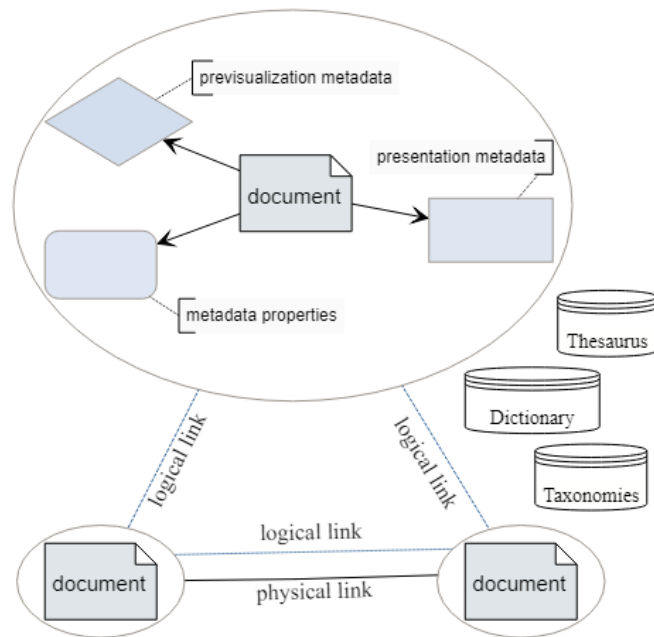 previsualization metadata
presentation metadata
document
metadata properties
Thesaurus
Dictionary
Taxonomies
logical link
logical link
logical link
physical link
document
document